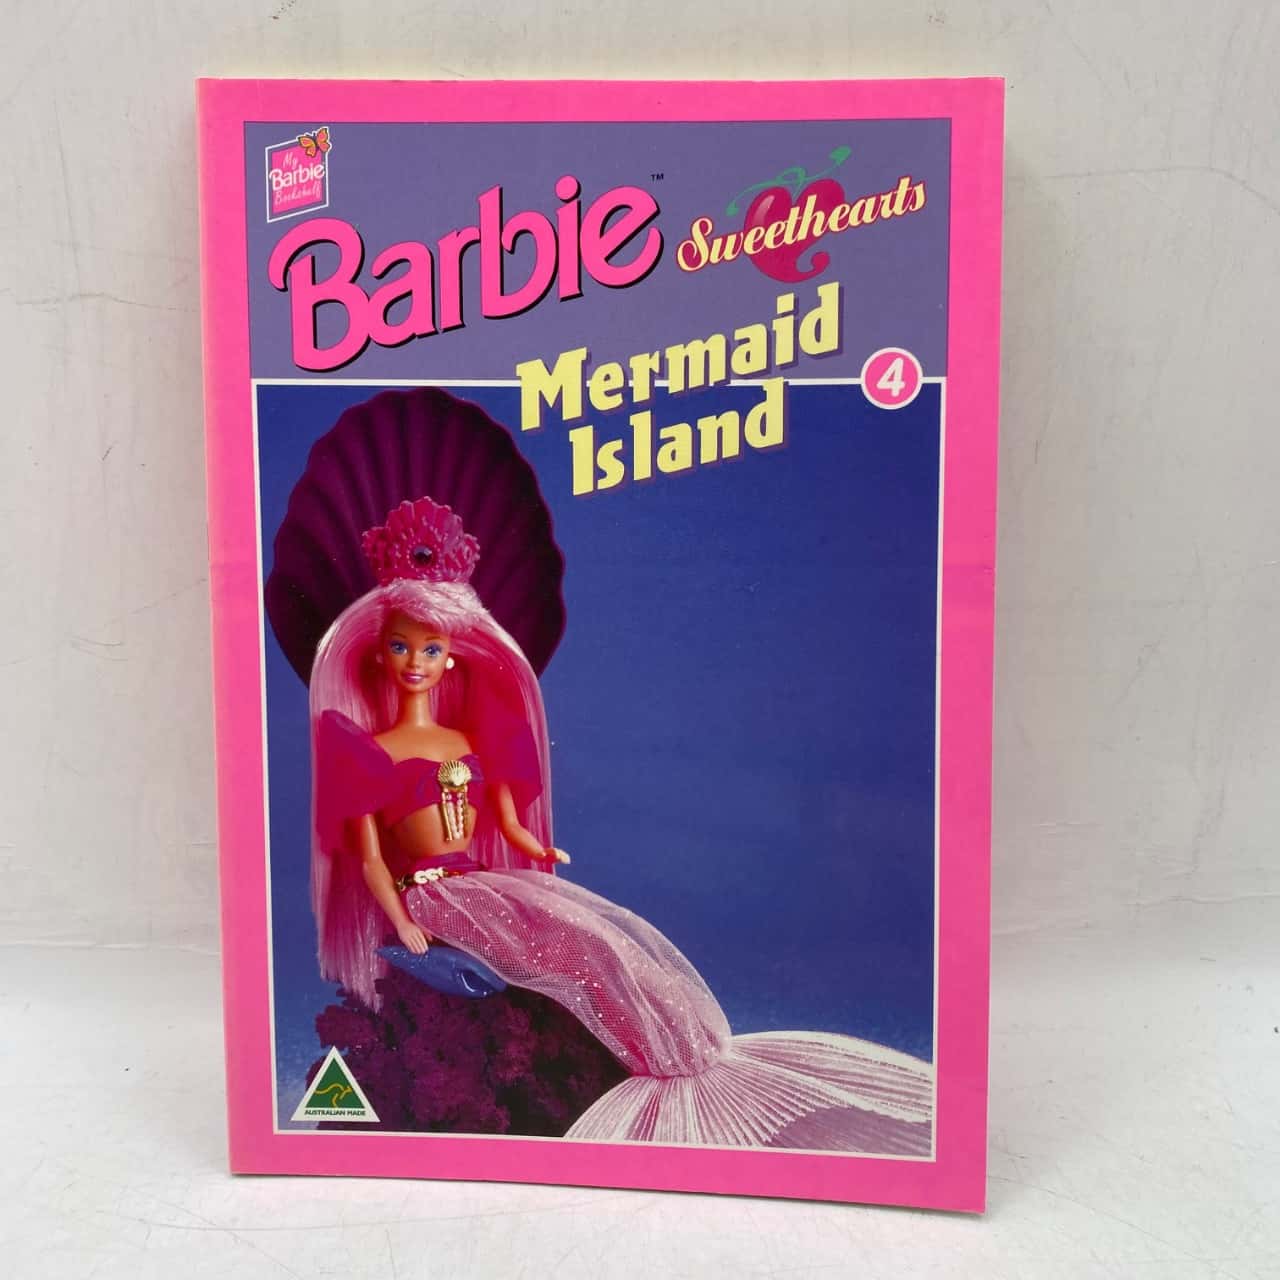 My
Barbie
Bookshelf
Barbie™
Sweethearts
Mermaid
Island
4
AUSTRALIAN MADE